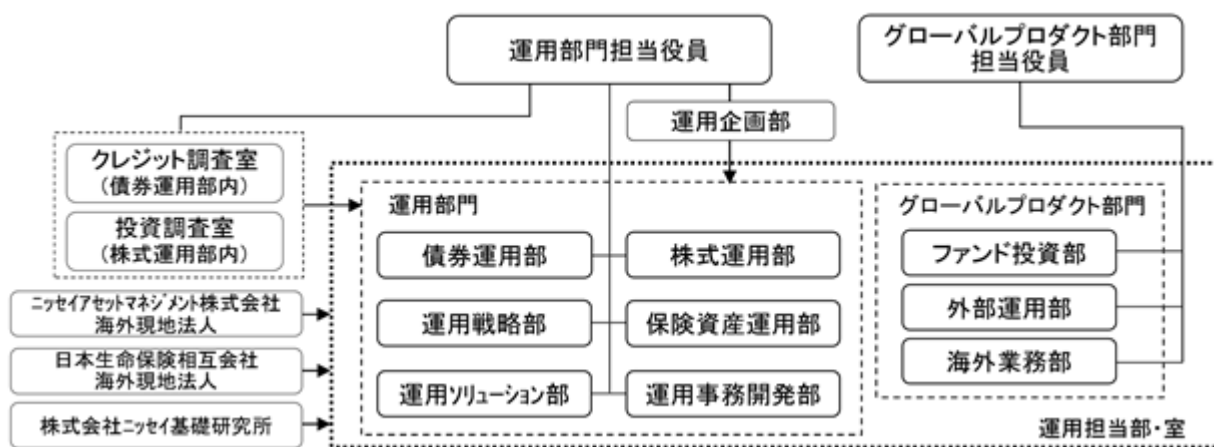 運用部門担当役員
グローバルプロダクト部門
担当役員
運用企画部
クレジット調査室
(債券運用部内)
投資調査室
(株式運用部内)
運用部門
グローバルプロダクト部門
債券運用部
株式運用部
ファンド投資部
ニッセイアセットマネジメント株式会社
海外現地法人
運用戦略部
保険資産運用部
外部運用部
日本生命保険相互会社
海外現地法人
海外業務部
運用ソリューション部
運用事務開発部
株式会社ニッセイ基礎研究所
運用担当部・室